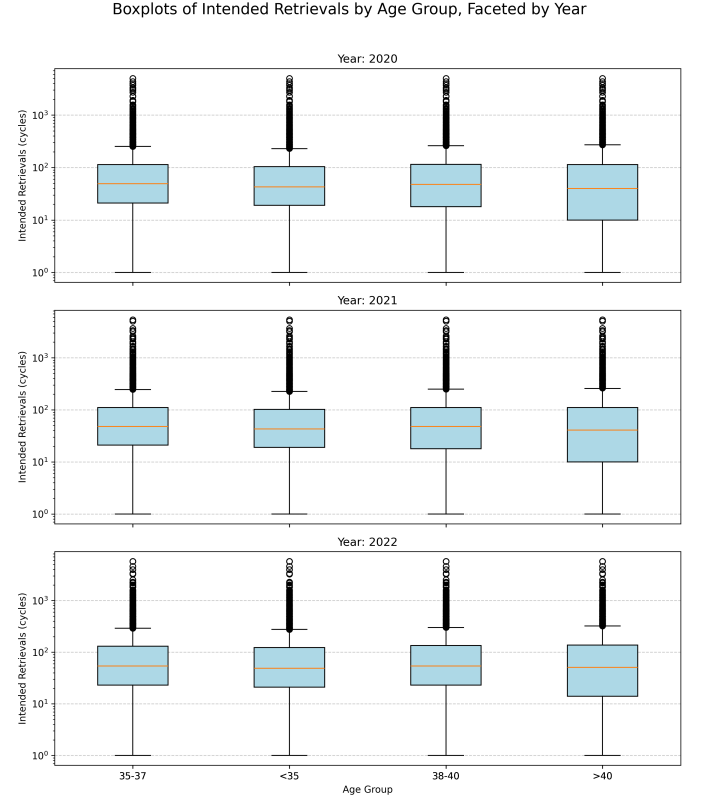 Boxplots of Intended Retrievals by Age Group, Faceted by Year
Year: 2020
Intended Retrievals (cycles)
10³
10²
10¹
10⁰
Year: 2021
Intended Retrievals (cycles)
10³
10²
10¹
10⁰
Year: 2022
Intended Retrievals (cycles)
10³
10²
10¹
10⁰
35-37 <35 38-40 >40
Age Group